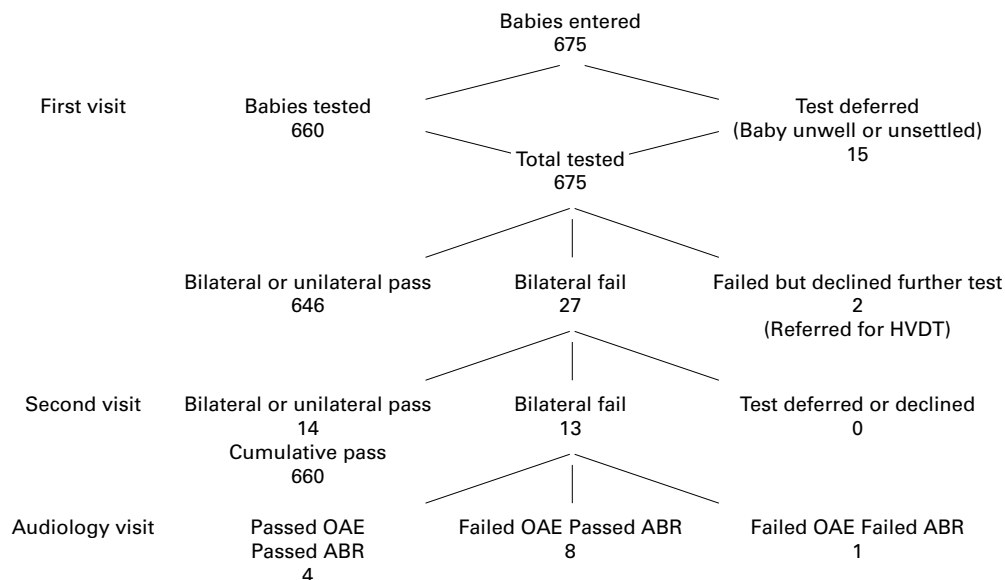 Babies entered
675
First visit
Babies tested
660
Test deferred
(Baby unwell or unsettled)
15
Total tested
675
Bilateral or unilateral pass
646
Bilateral fail
27
Failed but declined further test
2
(Referred for HVDT)
Second visit
Bilateral or unilateral pass
14
Cumulative pass
660
Bilateral fail
13
Test deferred or declined
0
Audiology visit
Passed OAE
Passed ABR
4
Failed OAE Passed ABR
8
Failed OAE Failed ABR
1